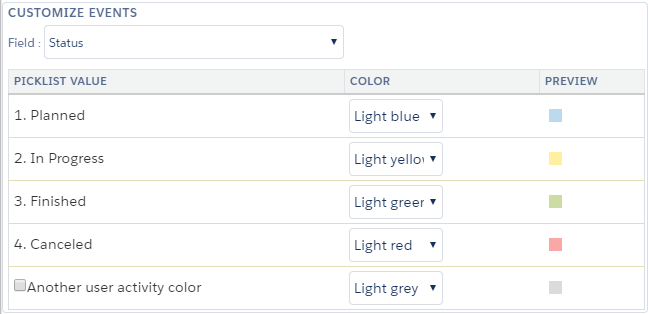 CUSTOMIZE EVENTS
Field : Status
PICKLIST VALUE COLOR PREVIEW
1. Planned Light blue
2. In Progress Light yellov
3. Finished Light greer
4. Canceled Light red
Another user activity color Light grey